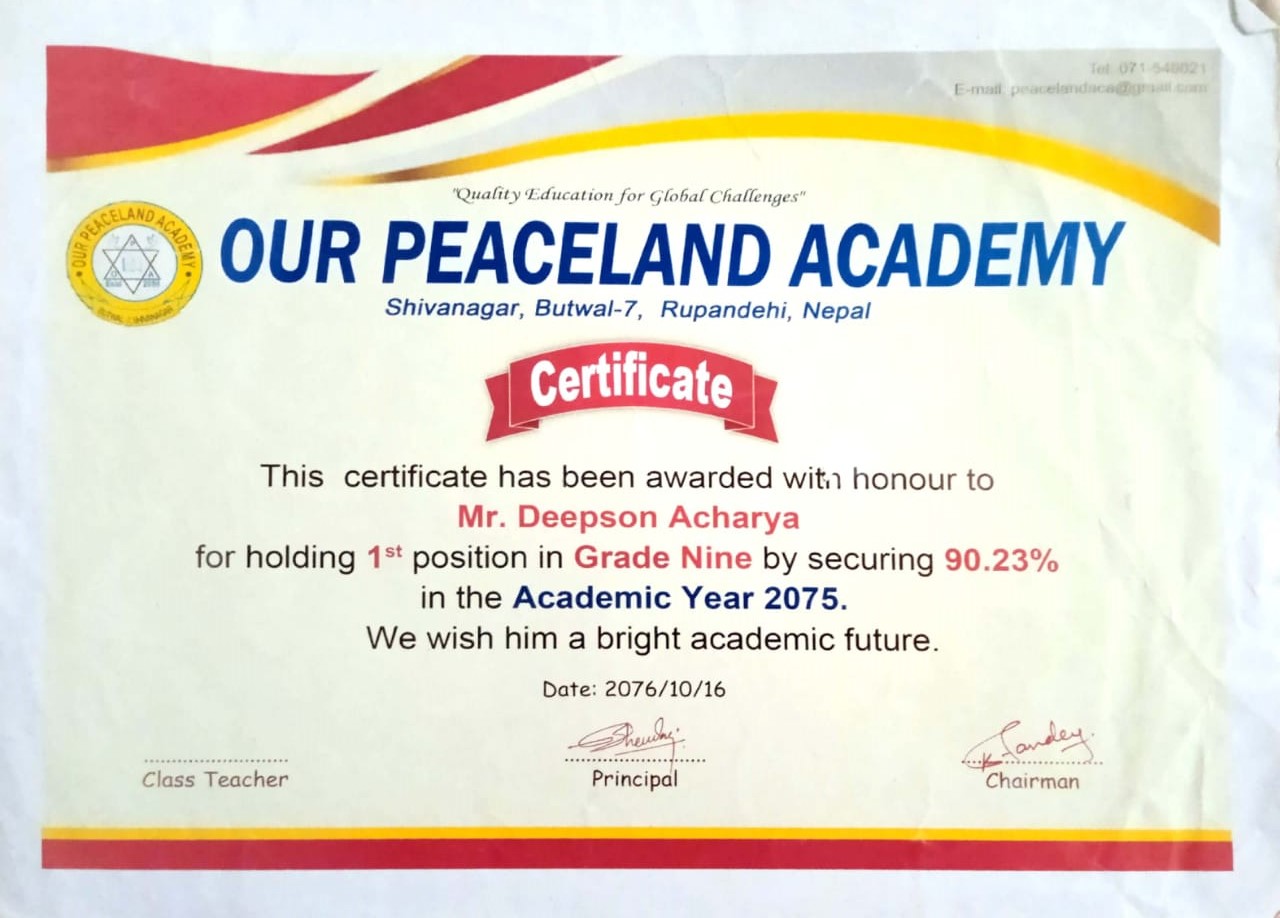 Tel: 071-548021
E-mail: peacelandaca@gmail.com
"Quality Education for Global Challenges"
OUR PEACELAND ACADEMY
OUR PEACELAND ACADEMY
Shivanagar, Butwal-7, Rupandehi, Nepal
Certificate
This certificate has been awarded with honour to
Mr. Deepson Acharya
for holding 1st position in Grade Nine by securing 90.23%
in the Academic Year 2075.
We wish him a bright academic future.
Date: 2076/10/16
Class Teacher
Principal
Chairman